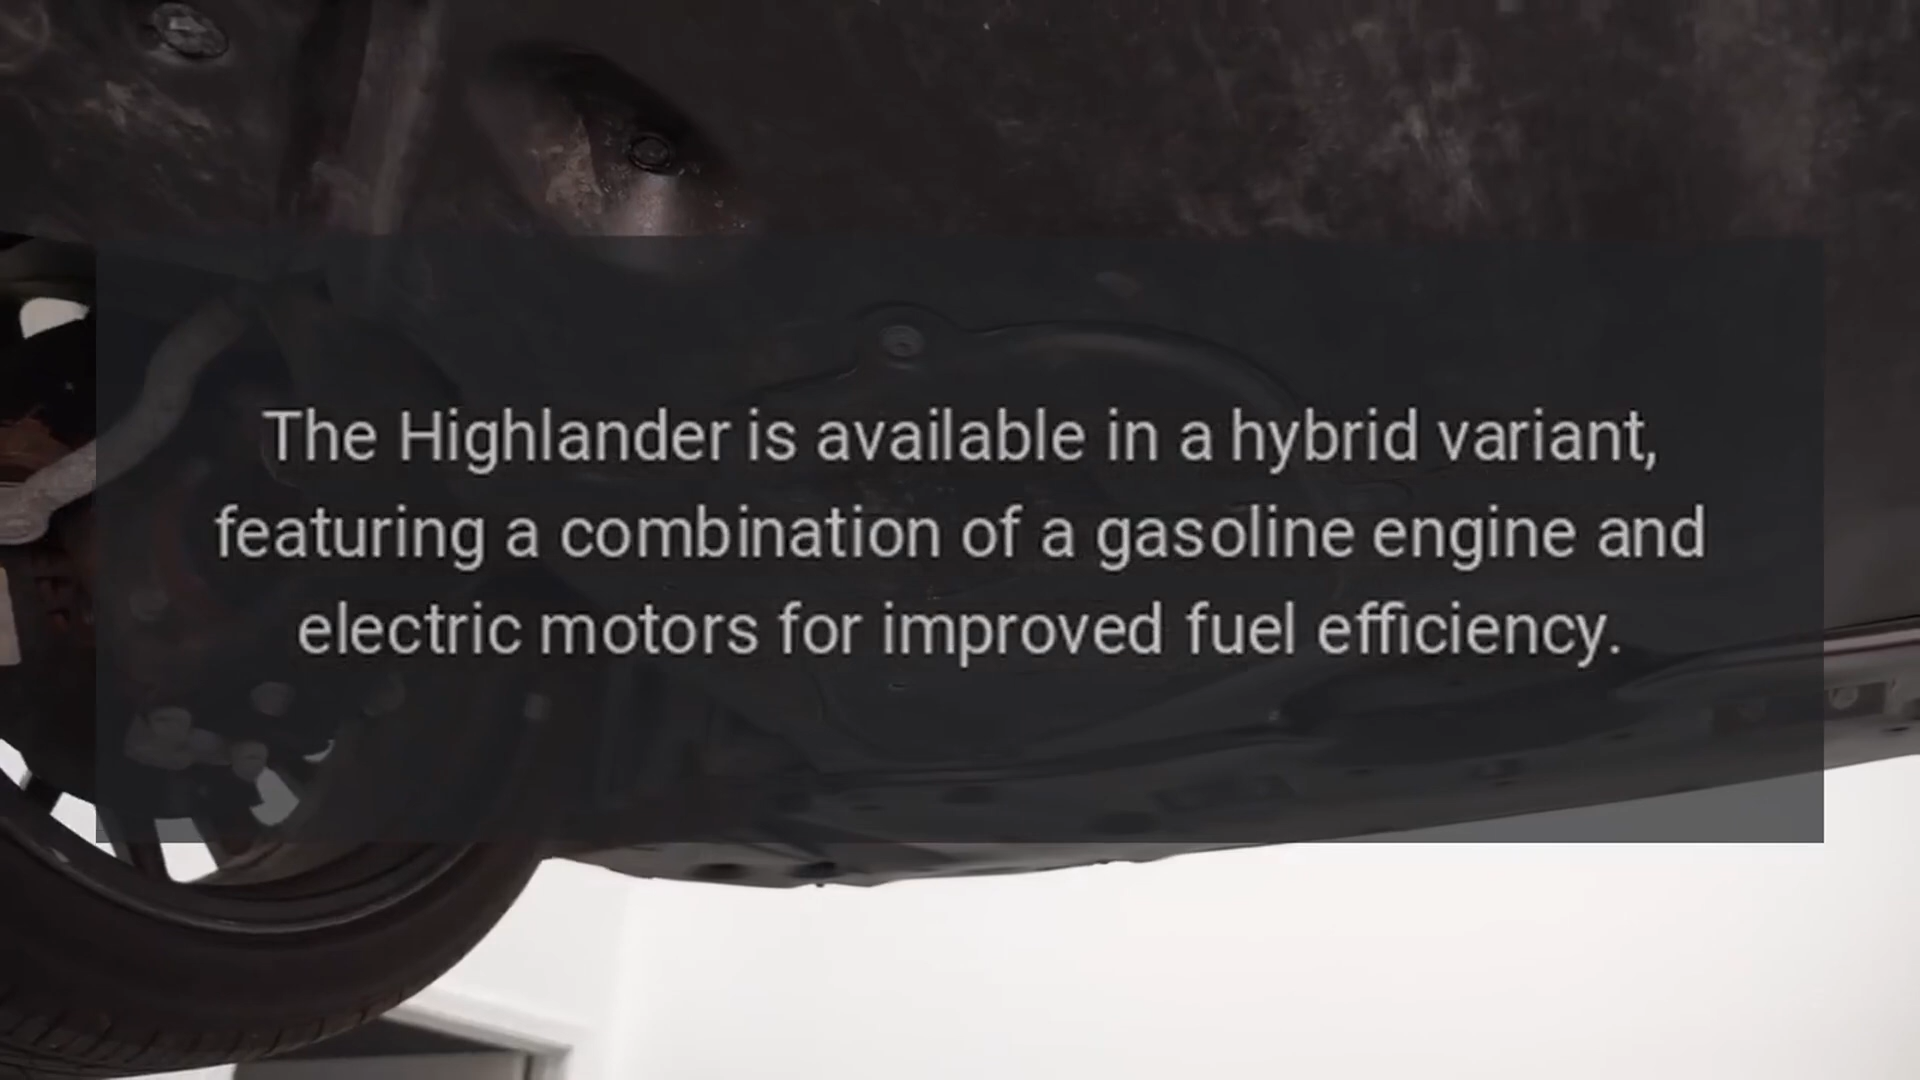 The Highlander is available in a hybrid variant,
featuring a combination of a gasoline engine and
electric motors for improved fuel efficiency.